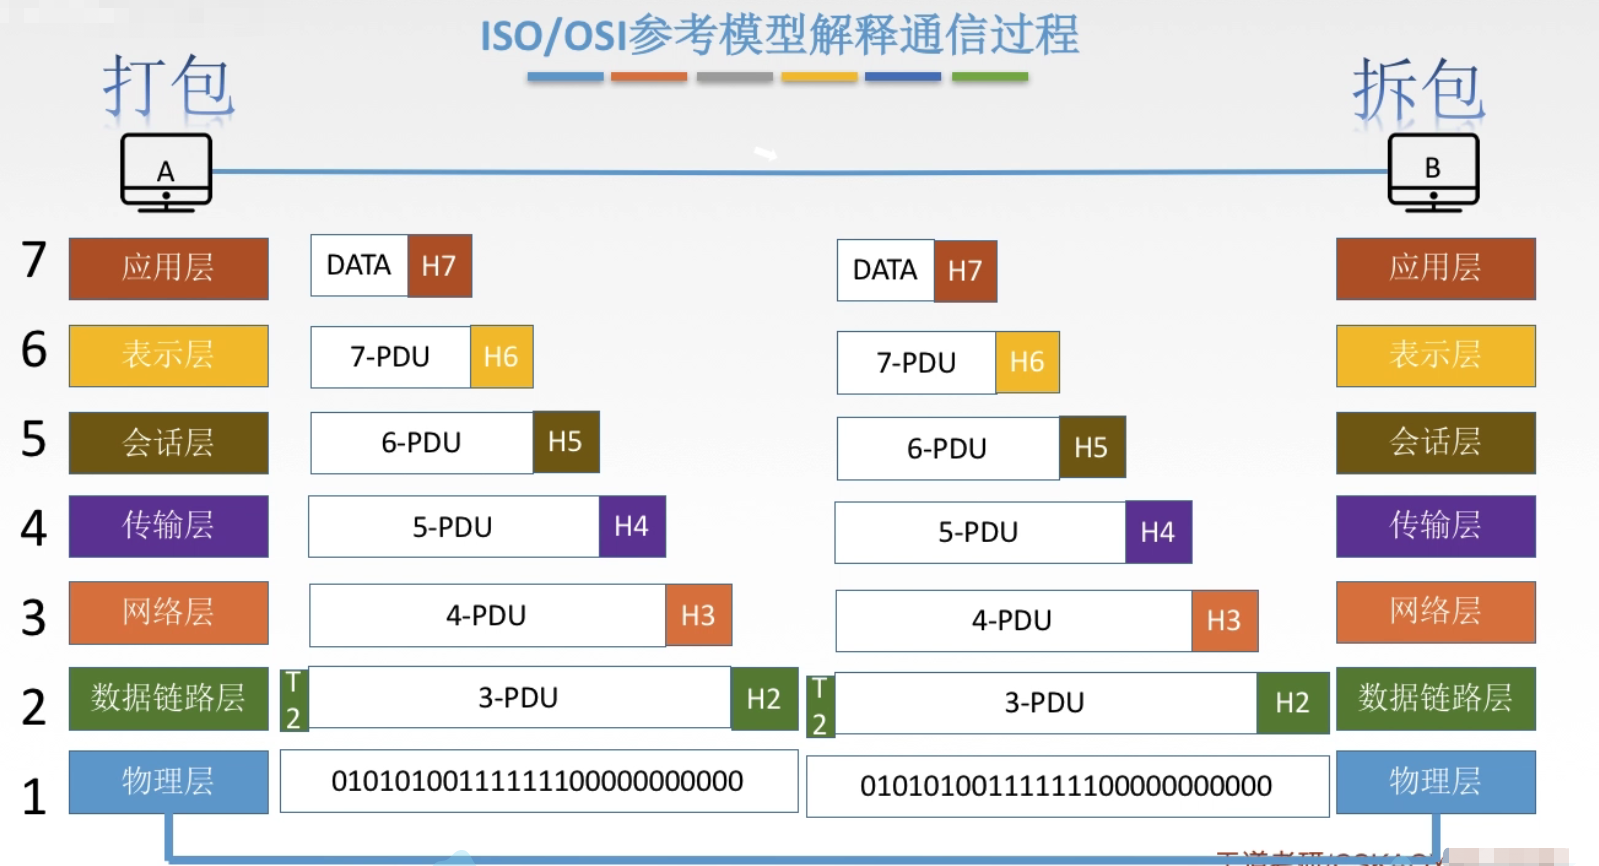 ISO/OSI参考模型解释通信过程
打包
拆包
A
B
7 应用层 DATA H7 DATA H7 应用层
6 表示层 7-PDU H6 7-PDU H6 表示层
5 会话层 6-PDU H5 6-PDU H5 会话层
4 传输层 5-PDU H4 5-PDU H4 传输层
3 网络层 4-PDU H3 4-PDU H3 网络层
2 数据链路层 T2 3-PDU H2 T2 3-PDU H2 数据链路层
1 物理层 01010100111111100000000000 01010100111111100000000000 物理层